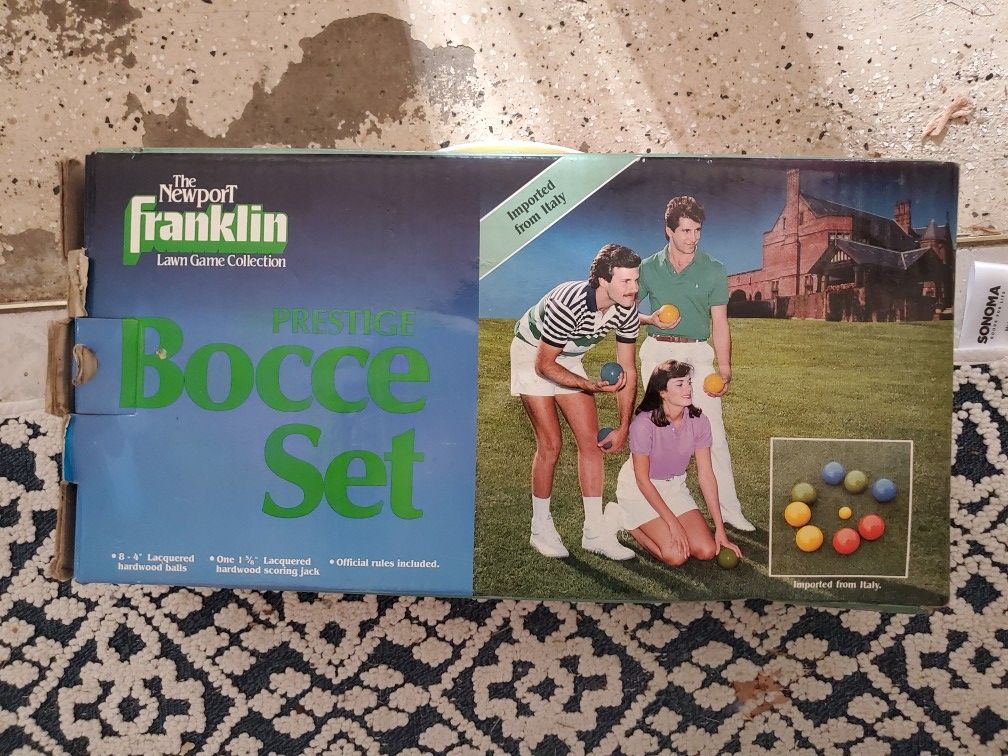 The
Newport
Franklin
Lawn Game Collection
PRESTIGE
Bocce
Set
• 8 - 4" Lacquered
hardwood balls
• One 1 5/8" Lacquered
hardwood scoring jack
• Official rules included.
Imported
from Italy
Imported from Italy.
SONOMA